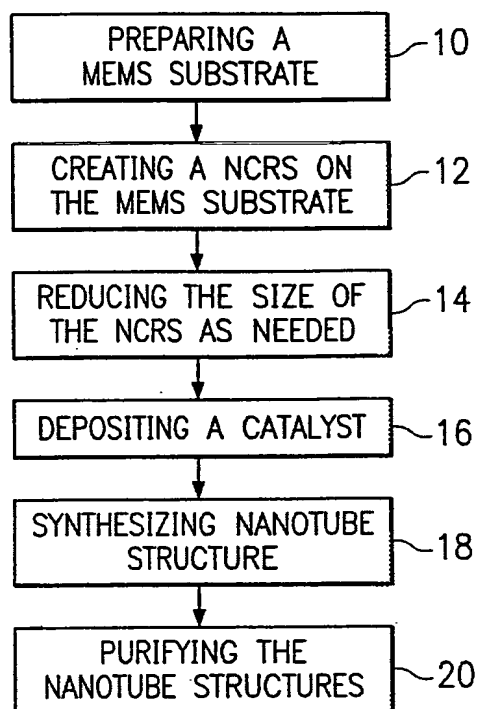 PREPARING A
MEMS SUBSTRATE
10
CREATING A NCRS ON
THE MEMS SUBSTRATE
12
REDUCING THE SIZE OF
THE NCRS AS NEEDED
14
DEPOSITING A CATALYST
16
SYNTHESIZING NANOTUBE
STRUCTURE
18
PURIFYING THE
NANOTUBE STRUCTURES
20